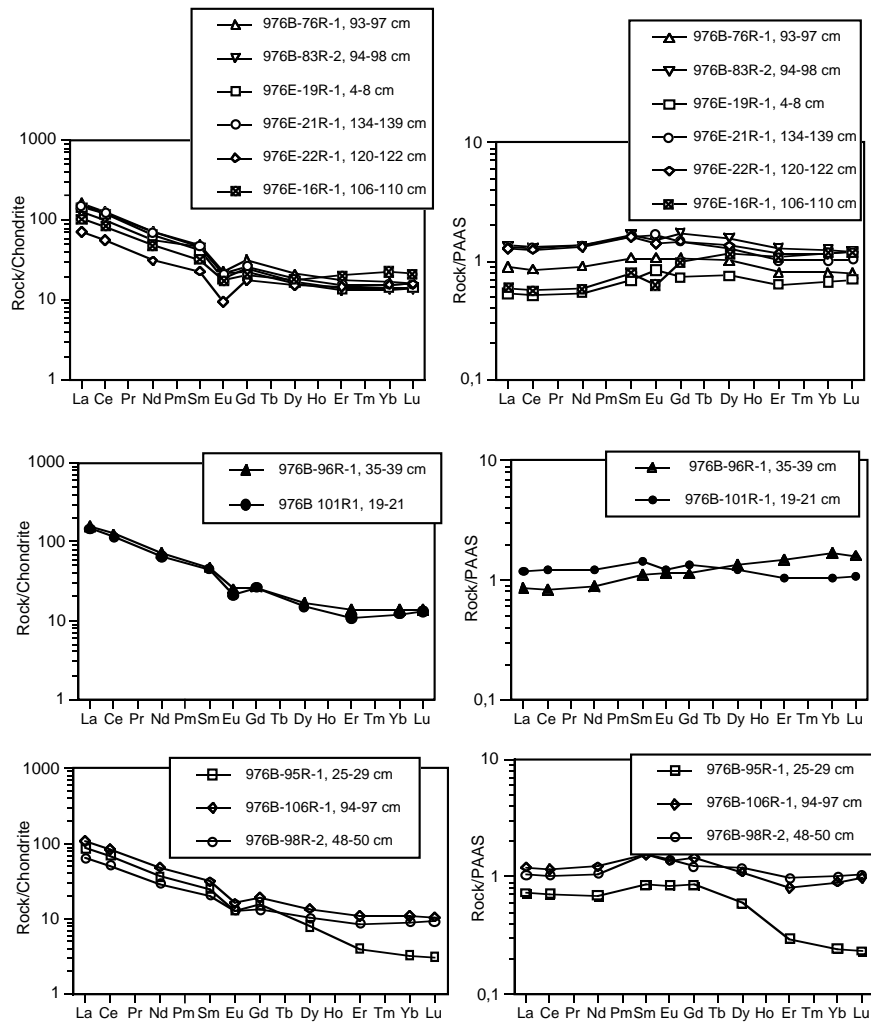 976B-76R-1, 93-97 cm
976B-83R-2, 94-98 cm
976E-19R-1, 4-8 cm
976E-21R-1, 134-139 cm
976E-22R-1, 120-122 cm
976E-16R-1, 106-110 cm
1000
100
10
1
Rock/Chondrite
La Ce Pr Nd Pm Sm Eu Gd Tb Dy Ho Er Tm Yb Lu
976B-76R-1, 93-97 cm
976B-83R-2, 94-98 cm
976E-19R-1, 4-8 cm
976E-21R-1, 134-139 cm
976E-22R-1, 120-122 cm
976E-16R-1, 106-110 cm
10
1
0,1
Rock/PAAS
La Ce Pr Nd Pm Sm Eu Gd Tb Dy Ho Er Tm Yb Lu
976B-96R-1, 35-39 cm
976B 101R1, 19-21
1000
100
10
1
Rock/Chondrite
La Ce Pr Nd Pm Sm Eu Gd Tb Dy Ho Er Tm Yb Lu
976B-96R-1, 35-39 cm
976B-101R-1, 19-21 cm
10
1
0,1
Rock/PAAS
La Ce Pr Nd Pm Sm Eu Gd Tb Dy Ho Er Tm Yb Lu
976B-95R-1, 25-29 cm
976B-106R-1, 94-97 cm
976B-98R-2, 48-50 cm
1000
100
10
1
Rock/Chondrite
La Ce Pr Nd Pm Sm Eu Gd Tb Dy Ho Er Tm Yb Lu
976B-95R-1, 25-29 cm
976B-106R-1, 94-97 cm
976B-98R-2, 48-50 cm
10
1
0,1
Rock/PAAS
La Ce Pr Nd Pm Sm Eu Gd Tb Dy Ho Er Tm Yb Lu